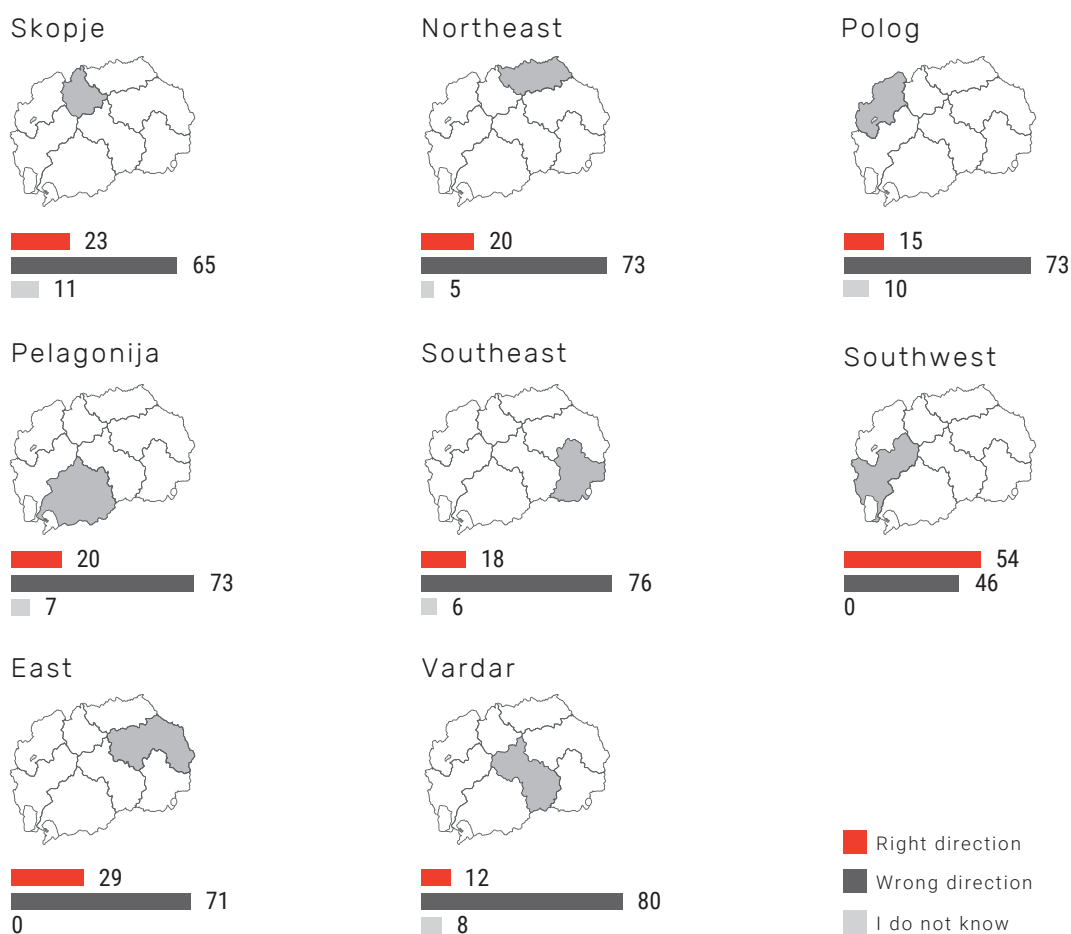 Skopje
23
65
11
Northeast
20
73
5
Polog
15
73
10
Pelagonija
20
73
7
Southeast
18
76
6
Southwest
54
46
0
East
29
71
0
Vardar
12
80
8
Right direction
Wrong direction
I do not know